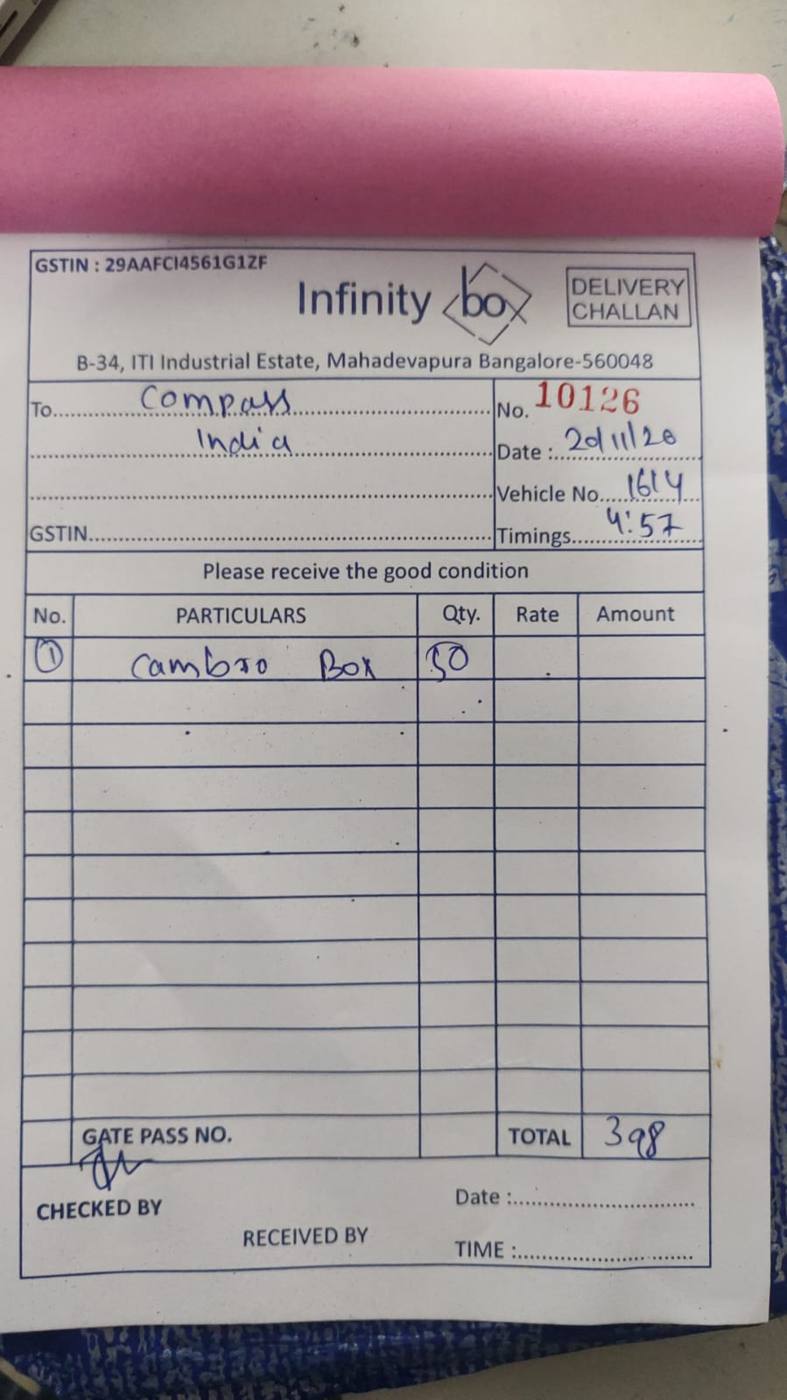 GSTIN : 29AAFCI4561G1ZF
Infinity box
DELIVERY
CHALLAN
B-34, ITI Industrial Estate, Mahadevapura Bangalore-560048
To Compass
India
GSTIN
No. 10126
Date : 20/11/20
Vehicle No. 1614
Timings 4:57
Please receive the good condition
No. PARTICULARS Qty. Rate Amount
1 Cambro Box 50
GATE PASS NO. TOTAL 398
CHECKED BY
RECEIVED BY
Date :
TIME :